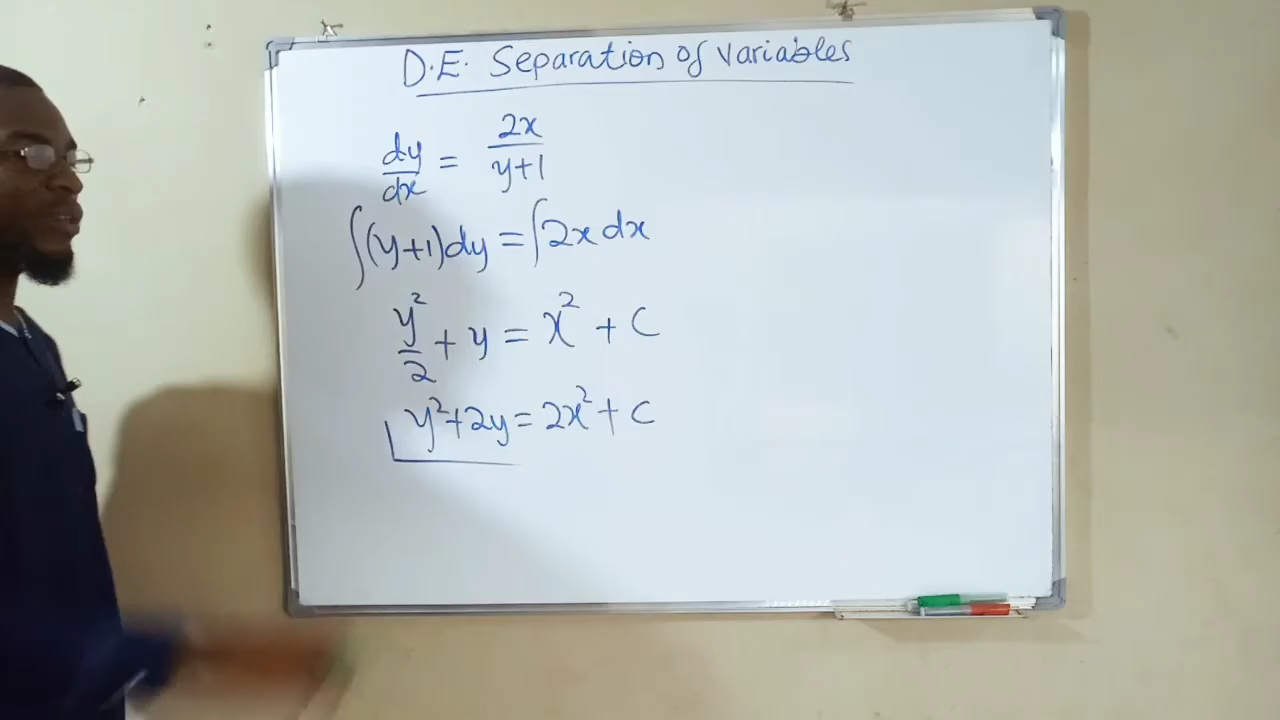 D.E. Separation of variables
dy/dx = 2x/y+1
∫(y+1)dy = ∫2x dx
y²/2 + y = x² + C
y²+2y = 2x² + C